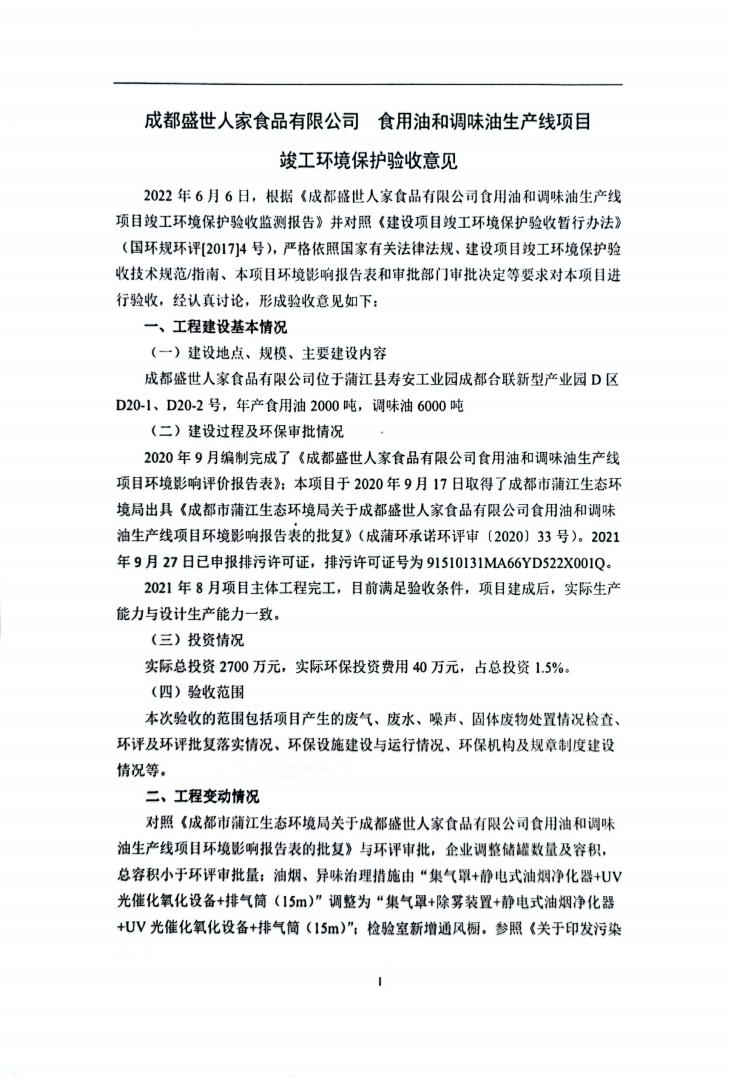 成都盛世人家食品有限公司 食用油和调味油生产线项目
竣工环境保护验收意见
2022 年 6 月 6 日，根据《成都盛世人家食品有限公司食用油和调味油生产线
项目竣工环境保护验收监测报告》并对照《建设项目竣工环境保护验收暂行办法》
（国环规环评[2017]4 号），严格依照国家有关法律法规、建设项目竣工环境保护验
收技术规范/指南、本项目环境影响报告表和审批部门审批决定等要求对本项目进
行验收，经认真讨论，形成验收意见如下：
一、工程建设基本情况
（一）建设地点、规模、主要建设内容
成都盛世人家食品有限公司位于蒲江县寿安工业园成都合联新型产业园 D 区
D20-1、D20-2 号，年产食用油 2000 吨，调味油 6000 吨
（二）建设过程及环保审批情况
2020 年 9 月编制完成了《成都盛世人家食品有限公司食用油和调味油生产线
项目环境影响评价报告表》；本项目于 2020 年 9 月 17 日取得了成都市蒲江生态环
境局出具《成都市蒲江生态环境局关于成都盛世人家食品有限公司食用油和调味
油生产线项目环境影响报告表的批复》（成蒲环承诺环评审〔2020〕33 号）。2021
年 9 月 27 日已申报排污许可证，排污许可证号为 91510131MA66YD522X001Q。
2021 年 8 月项目主体工程完工，目前满足验收条件，项目建成后，实际生产
能力与设计生产能力一致。
（三）投资情况
实际总投资 2700 万元，实际环保投资费用 40 万元，占总投资 1.5%。
（四）验收范围
本次验收的范围包括项目产生的废气、废水、噪声、固体废物处置情况检查、
环评及环评批复落实情况、环保设施建设与运行情况、环保机构及规章制度建设
情况等。
二、工程变动情况
对照《成都市蒲江生态环境局关于成都盛世人家食品有限公司食用油和调味
油生产线项目环境影响报告表的批复》与环评审批，企业调整储罐数量及容积，
总容积小于环评审批量；油烟、异味治理措施由“集气罩+静电式油烟净化器+UV
光催化氧化设备+排气筒（15m）”调整为“集气罩+除雾装置+静电式油烟净化器
+UV 光催化氧化设备+排气筒（15m）”；检验室新增通风橱。参照《关于印发污染
1